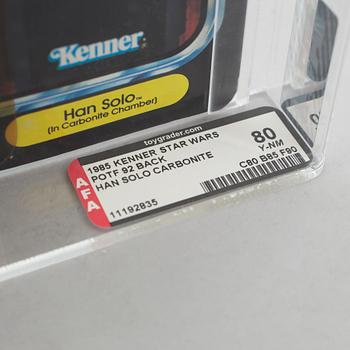 Kenner
Han Solo™
(In Carbonite Chamber)
toygrader.com
AFA
1985 KENNER STAR WARS
POTF 92 BACK
HAN SOLO CARBONITE
11192835
80
Y-NM
C80 B85 F90